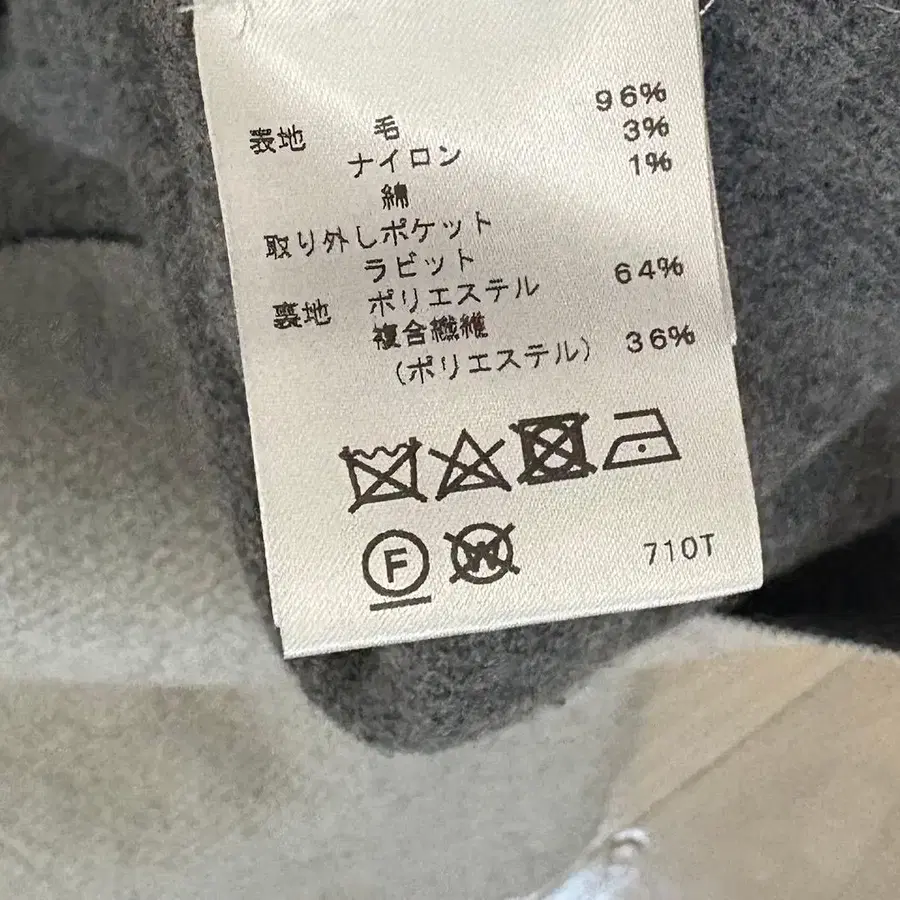 表地 毛 96%
ナイロン 3%
綿 1%
取り外しポケット
ラビット
裏地 ポリエステル 64%
複合繊維
(ポリエステル) 36%
F W 710T